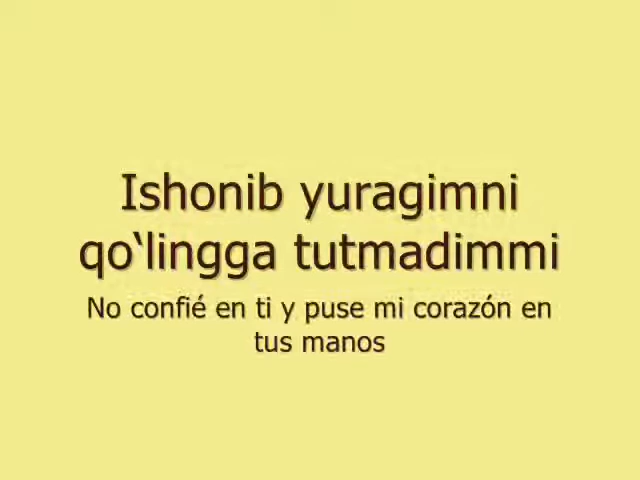 Ishonib yuragimni
qo‘lingga tutmadimmi
No confié en ti y puse mi corazón en
tus manos